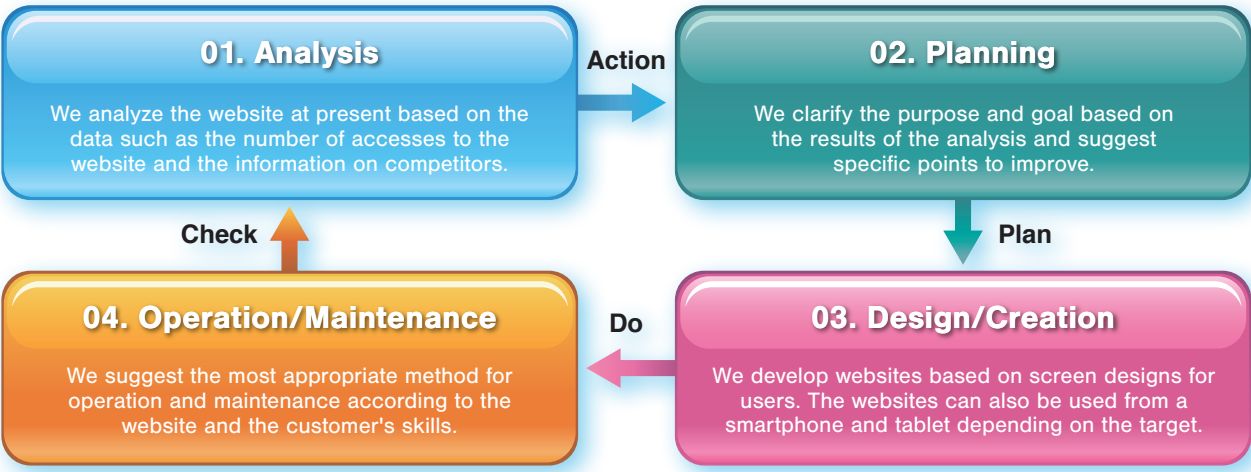 01. Analysis
We analyze the website at present based on the
data such as the number of accesses to the
website and the information on competitors.
Action
02. Planning
We clarify the purpose and goal based on
the results of the analysis and suggest
specific points to improve.
Plan
03. Design/Creation
We develop websites based on screen designs for
users. The websites can also be used from a
smartphone and tablet depending on the target.
Do
04. Operation/Maintenance
We suggest the most appropriate method for
operation and maintenance according to the
website and the customer's skills.
Check